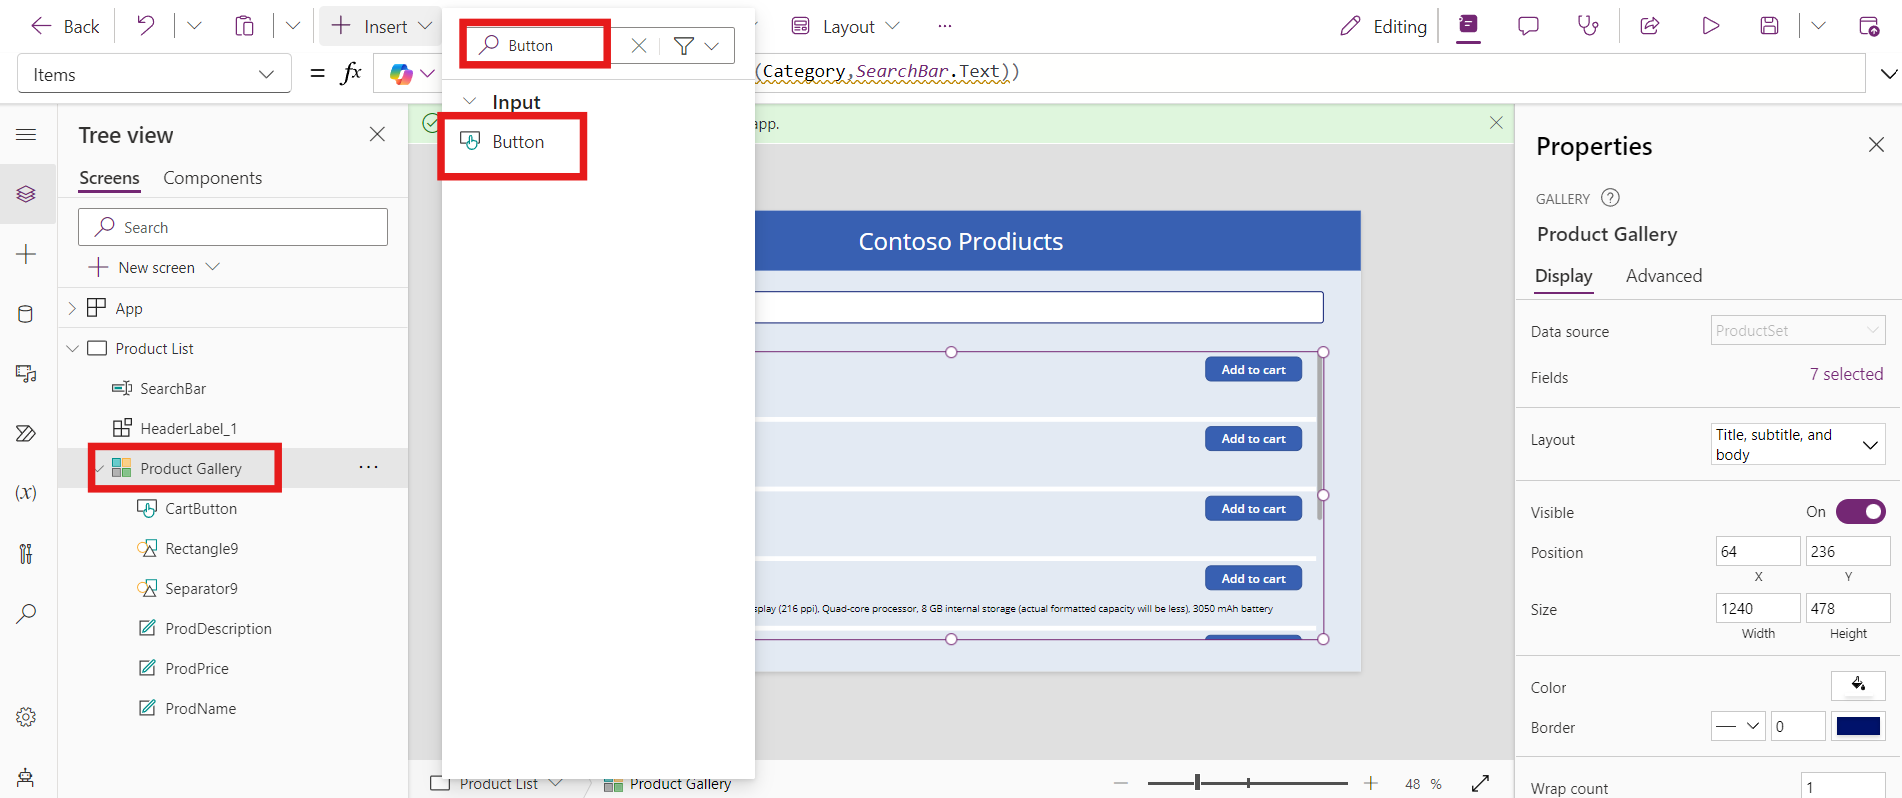 Back
Insert
Button
Layout
...
Editing
Items
= fx
(Category,SearchBar.Text))
Input
Button
app.
Tree view
Screens
Components
Search
New screen
App
Product List
SearchBar
HeaderLabel_1
Product Gallery
...
CartButton
Rectangle9
Separator9
ProdDescription
ProdPrice
ProdName
(x)
Contoso Prodiucts
Add to cart
Add to cart
Add to cart
Add to cart
splay (216 ppi), Quad-core processor, 8 GB internal storage (actual formatted capacity will be less), 3050 mAh battery
Product List
Product Gallery
48 %
Properties
GALLERY ?
Product Gallery
Display
Advanced
Data source
ProductSet
Fields
7 selected
Layout
Title, subtitle, and
body
Visible
On
Position
64
236
X
Y
Size
1240
478
Width
Height
Color
Border
0
Wrap count
1